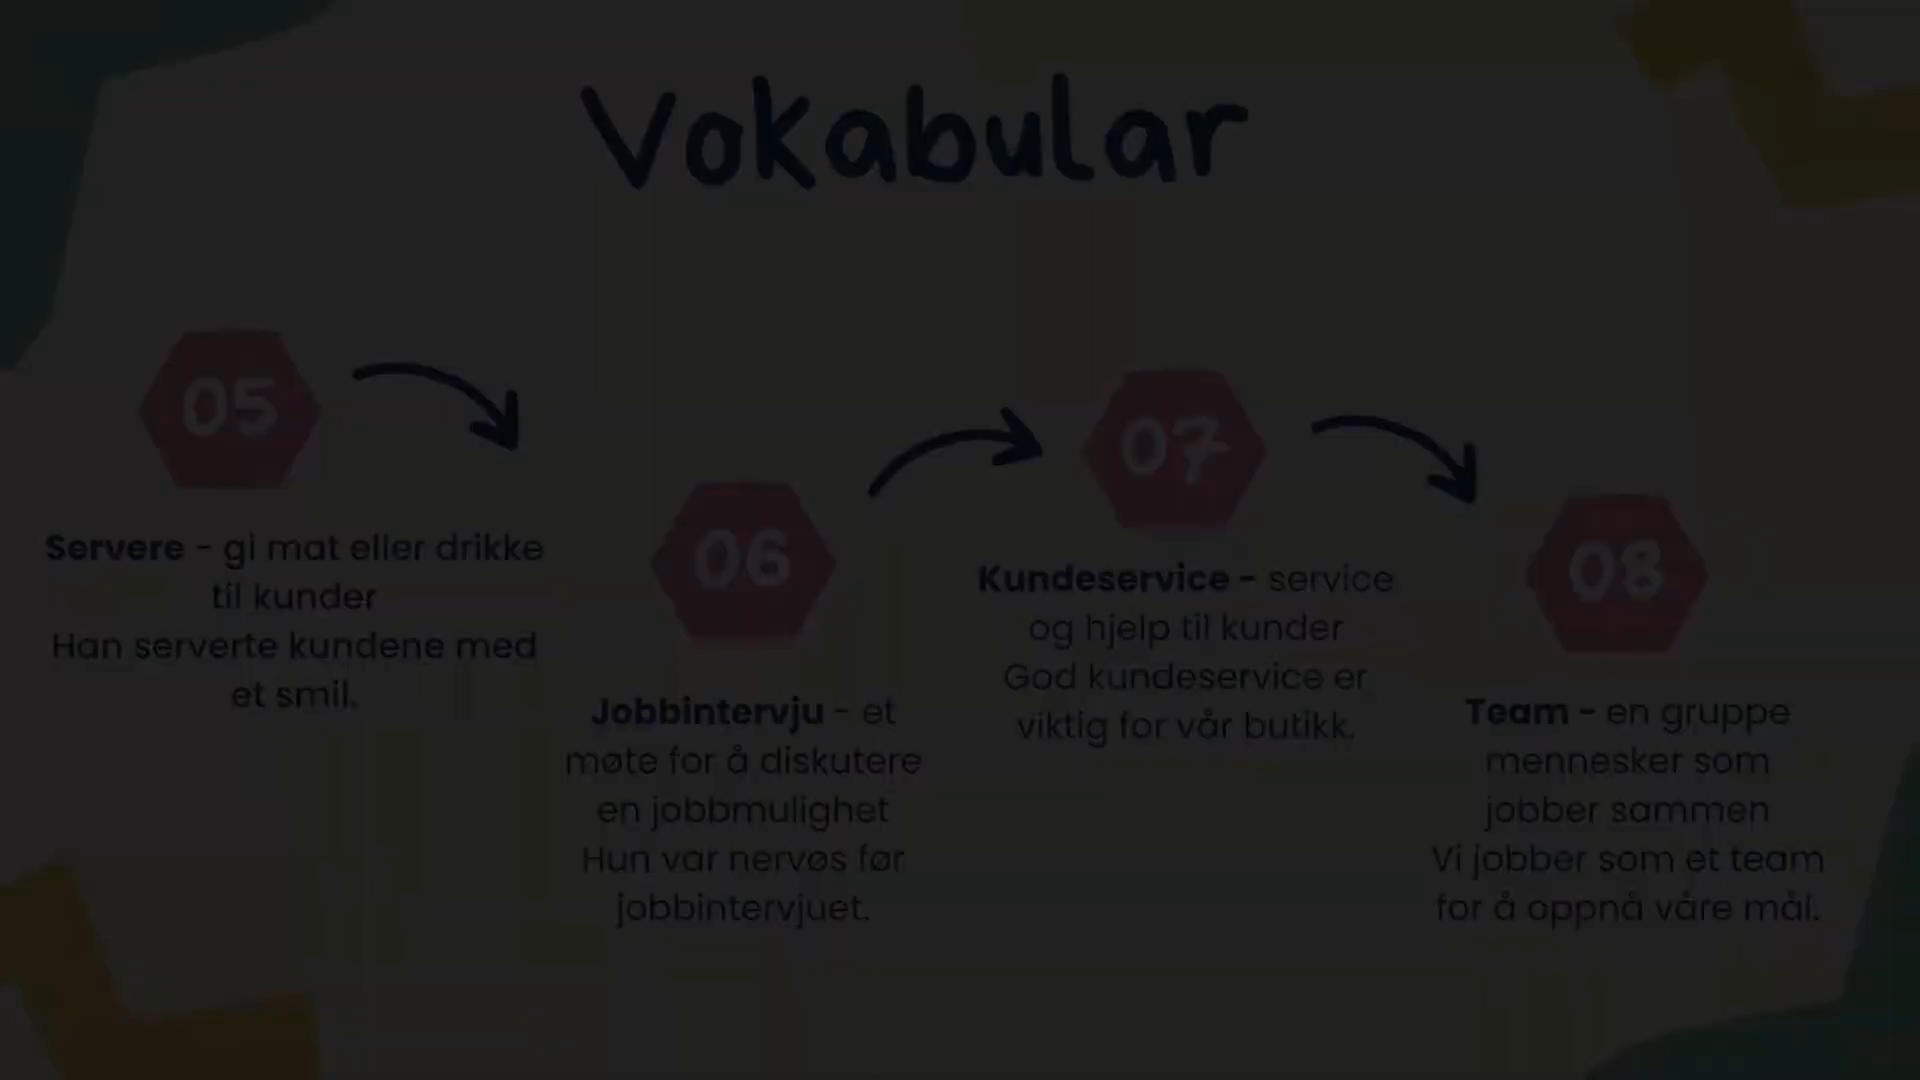 Vokabular
05
Servere - gi mat eller drikke
til kunder
Han serverte kundene med
et smil.
06
Jobbintervju - et
møte for å diskutere
en jobbmulighet
Hun var nervøs før
jobbintervjuet.
07
Kundeservice - service
og hjelp til kunder
God kundeservice er
viktig for vår butikk.
08
Team - en gruppe
mennesker som
jobber sammen
Vi jobber som et team
for å oppnå våre mål.